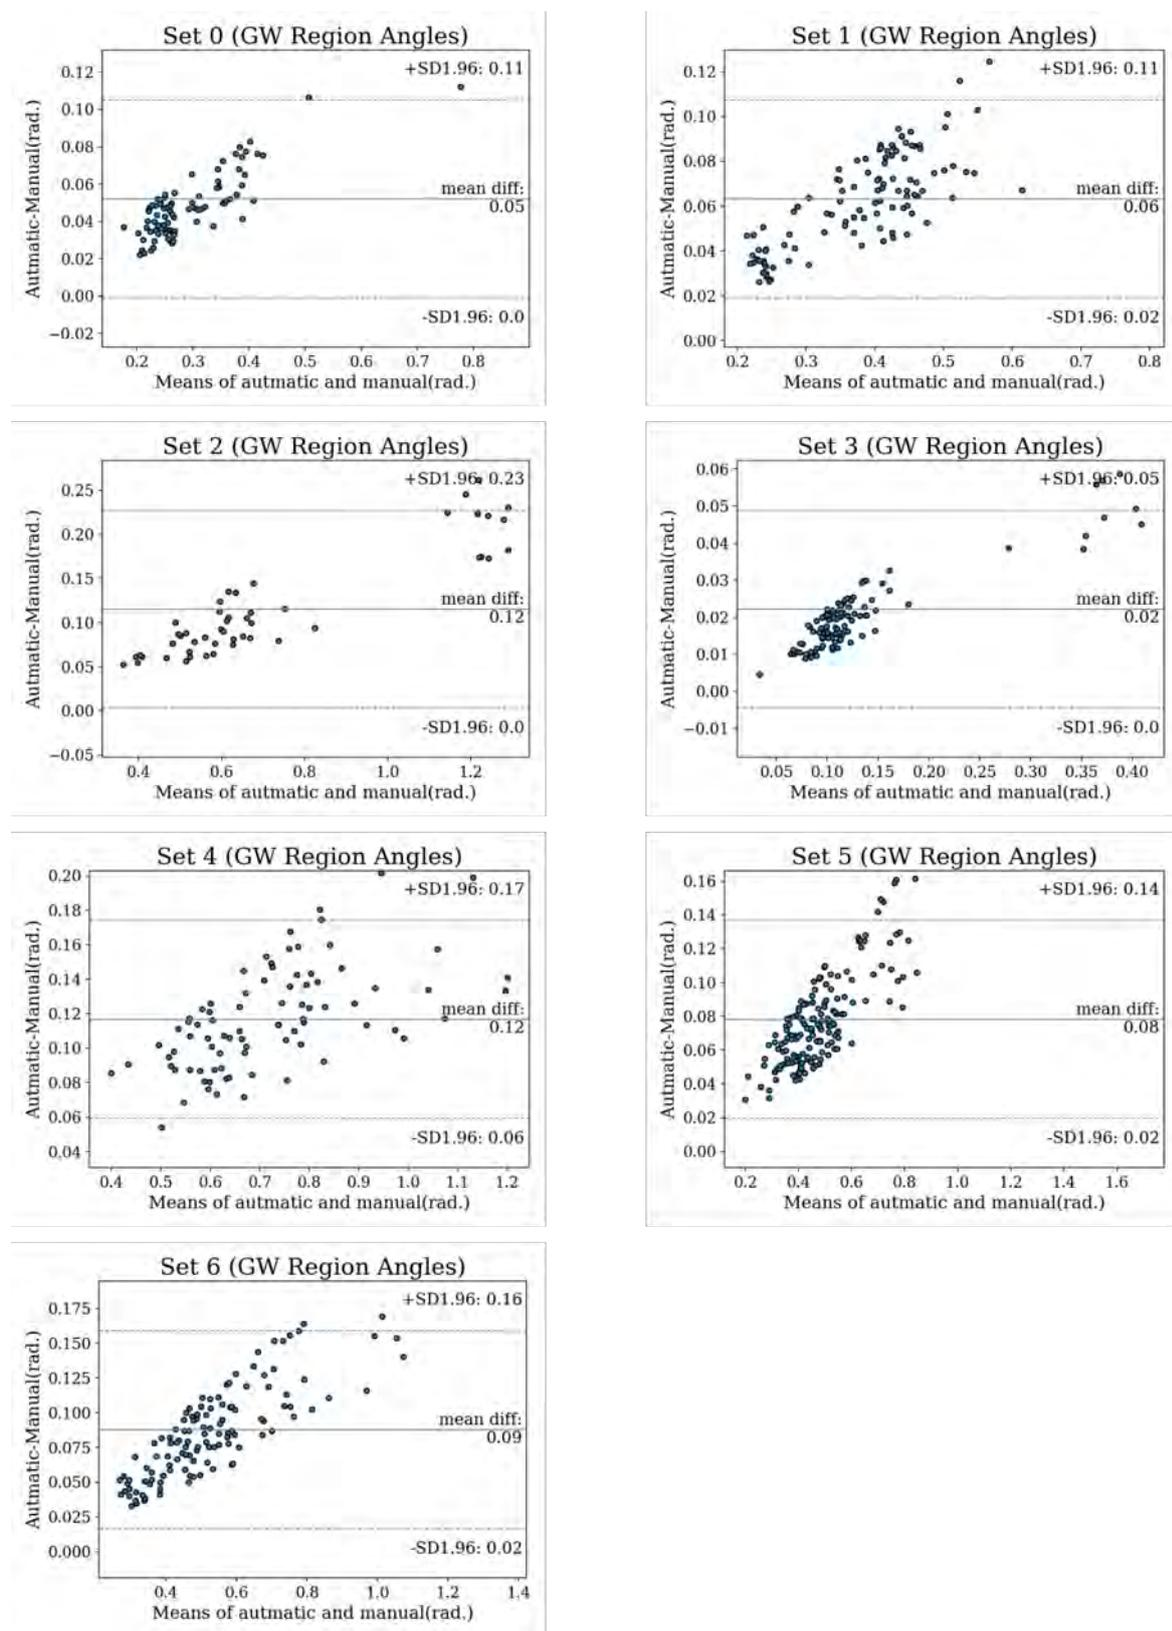 Set 0 (GW Region Angles)
+SD1.96: 0.11
mean diff:
0.05
-SD1.96: 0.0
0.12
0.10
0.08
0.06
0.04
0.02
0.00
−0.02
Autmatic-Manual(rad.)
0.2 0.3 0.4 0.5 0.6 0.7 0.8
Means of autmatic and manual(rad.)
Set 1 (GW Region Angles)
+SD1.96: 0.11
mean diff:
0.06
-SD1.96: 0.02
0.12
0.10
0.08
0.06
0.04
0.02
0.00
Autmatic-Manual(rad.)
0.2 0.3 0.4 0.5 0.6 0.7 0.8
Means of autmatic and manual(rad.)
Set 2 (GW Region Angles)
+SD1.96: 0.23
mean diff:
0.12
-SD1.96: 0.0
0.25
0.20
0.15
0.10
0.05
0.00
−0.05
Autmatic-Manual(rad.)
0.4 0.6 0.8 1.0 1.2
Means of autmatic and manual(rad.)
Set 3 (GW Region Angles)
+SD1.96: 0.05
mean diff:
0.02
-SD1.96: 0.0
0.06
0.05
0.04
0.03
0.02
0.01
0.00
−0.01
Autmatic-Manual(rad.)
0.05 0.10 0.15 0.20 0.25 0.30 0.35 0.40
Means of autmatic and manual(rad.)
Set 4 (GW Region Angles)
+SD1.96: 0.17
mean diff:
0.12
-SD1.96: 0.06
0.20
0.18
0.16
0.14
0.12
0.10
0.08
0.06
0.04
Autmatic-Manual(rad.)
0.4 0.5 0.6 0.7 0.8 0.9 1.0 1.1 1.2
Means of autmatic and manual(rad.)
Set 5 (GW Region Angles)
+SD1.96: 0.14
mean diff:
0.08
-SD1.96: 0.02
0.16
0.14
0.12
0.10
0.08
0.06
0.04
0.02
0.00
Autmatic-Manual(rad.)
0.2 0.4 0.6 0.8 1.0 1.2 1.4 1.6
Means of autmatic and manual(rad.)
Set 6 (GW Region Angles)
+SD1.96: 0.16
mean diff:
0.09
-SD1.96: 0.02
0.175
0.150
0.125
0.100
0.075
0.050
0.025
0.000
Autmatic-Manual(rad.)
0.4 0.6 0.8 1.0 1.2 1.4
Means of autmatic and manual(rad.)